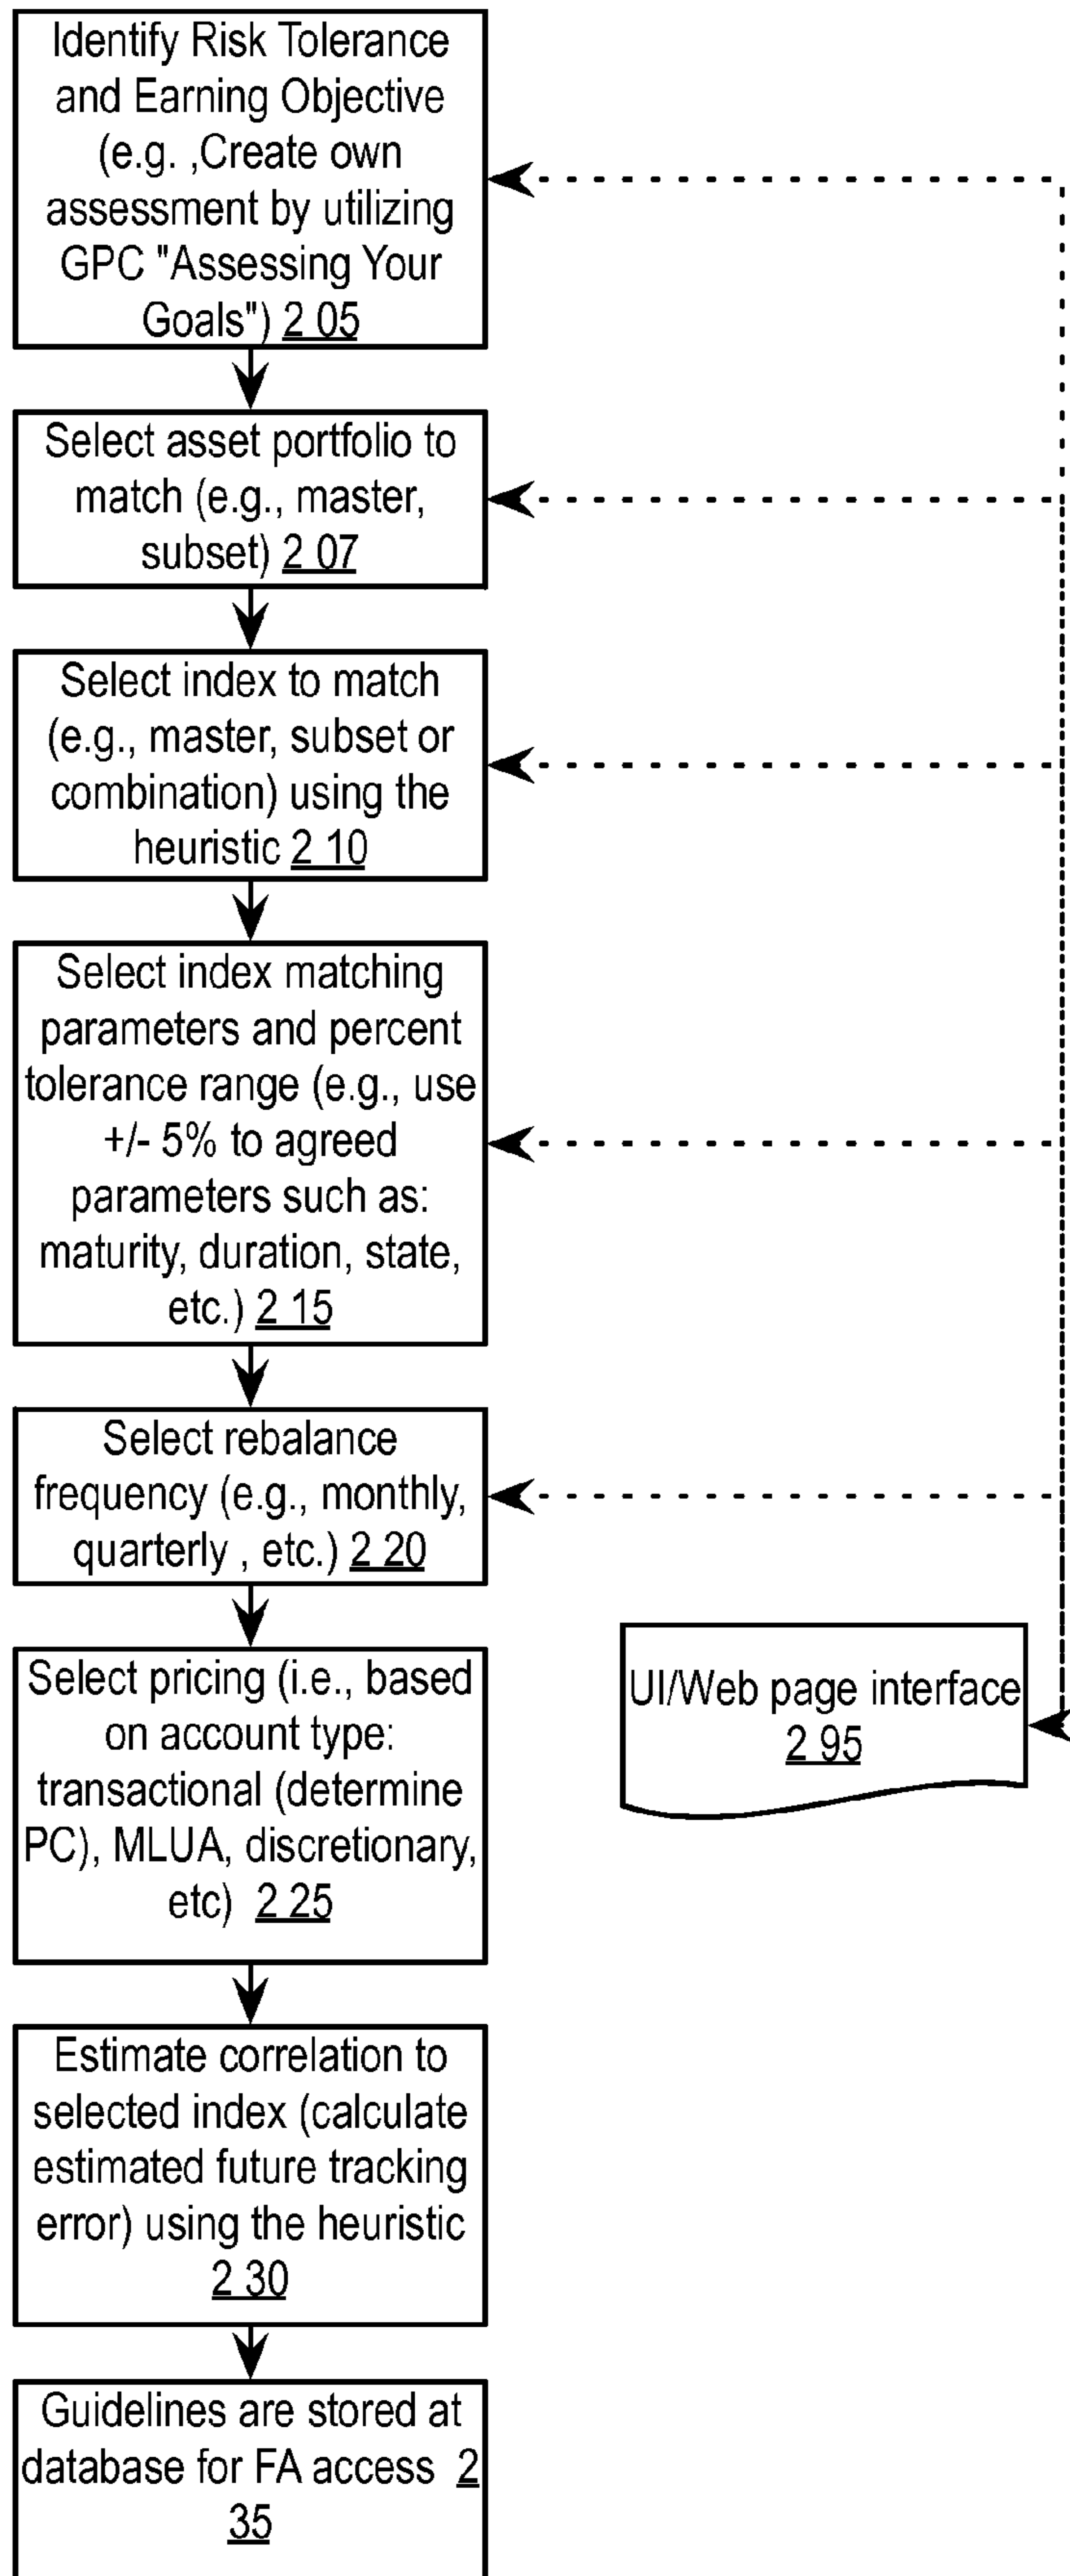 Identify Risk Tolerance
and Earning Objective
(e.g. ,Create own
assessment by utilizing
GPC "Assessing Your
Goals") 2 05
Select asset portfolio to
match (e.g., master,
subset) 2 07
Select index to match
(e.g., master, subset or
combination) using the
heuristic 2 10
Select index matching
parameters and percent
tolerance range (e.g., use
+/- 5% to agreed
parameters such as:
maturity, duration, state,
etc.) 2 15
Select rebalance
frequency (e.g., monthly,
quarterly , etc.) 2 20
Select pricing (i.e., based
on account type:
transactional (determine
PC), MLUA, discretionary,
etc) 2 25
UI/Web page interface
2 95
Estimate correlation to
selected index (calculate
estimated future tracking
error) using the heuristic
2 30
Guidelines are stored at
database for FA access 2
35